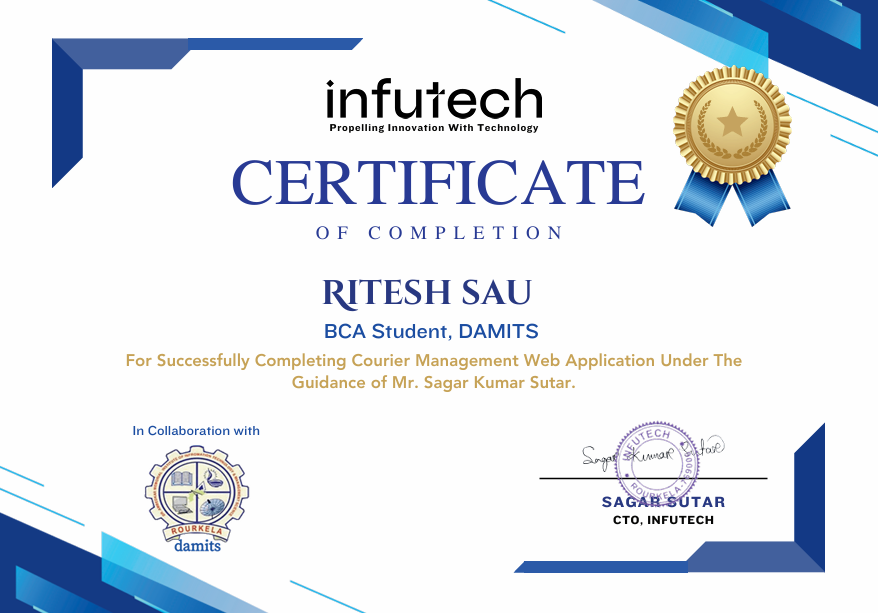 infutech
Propelling Innovation With Technology
CERTIFICATE
OF COMPLETION
RITESH SAU
BCA Student, DAMITS
For Successfully Completing Courier Management Web Application Under The
Guidance of Mr. Sagar Kumar Sutar.
In Collaboration with
ROURKELA
damits
Sagar Kumar Sutar
INFUTECH
SAGAR SUTAR
CTO, INFUTECH